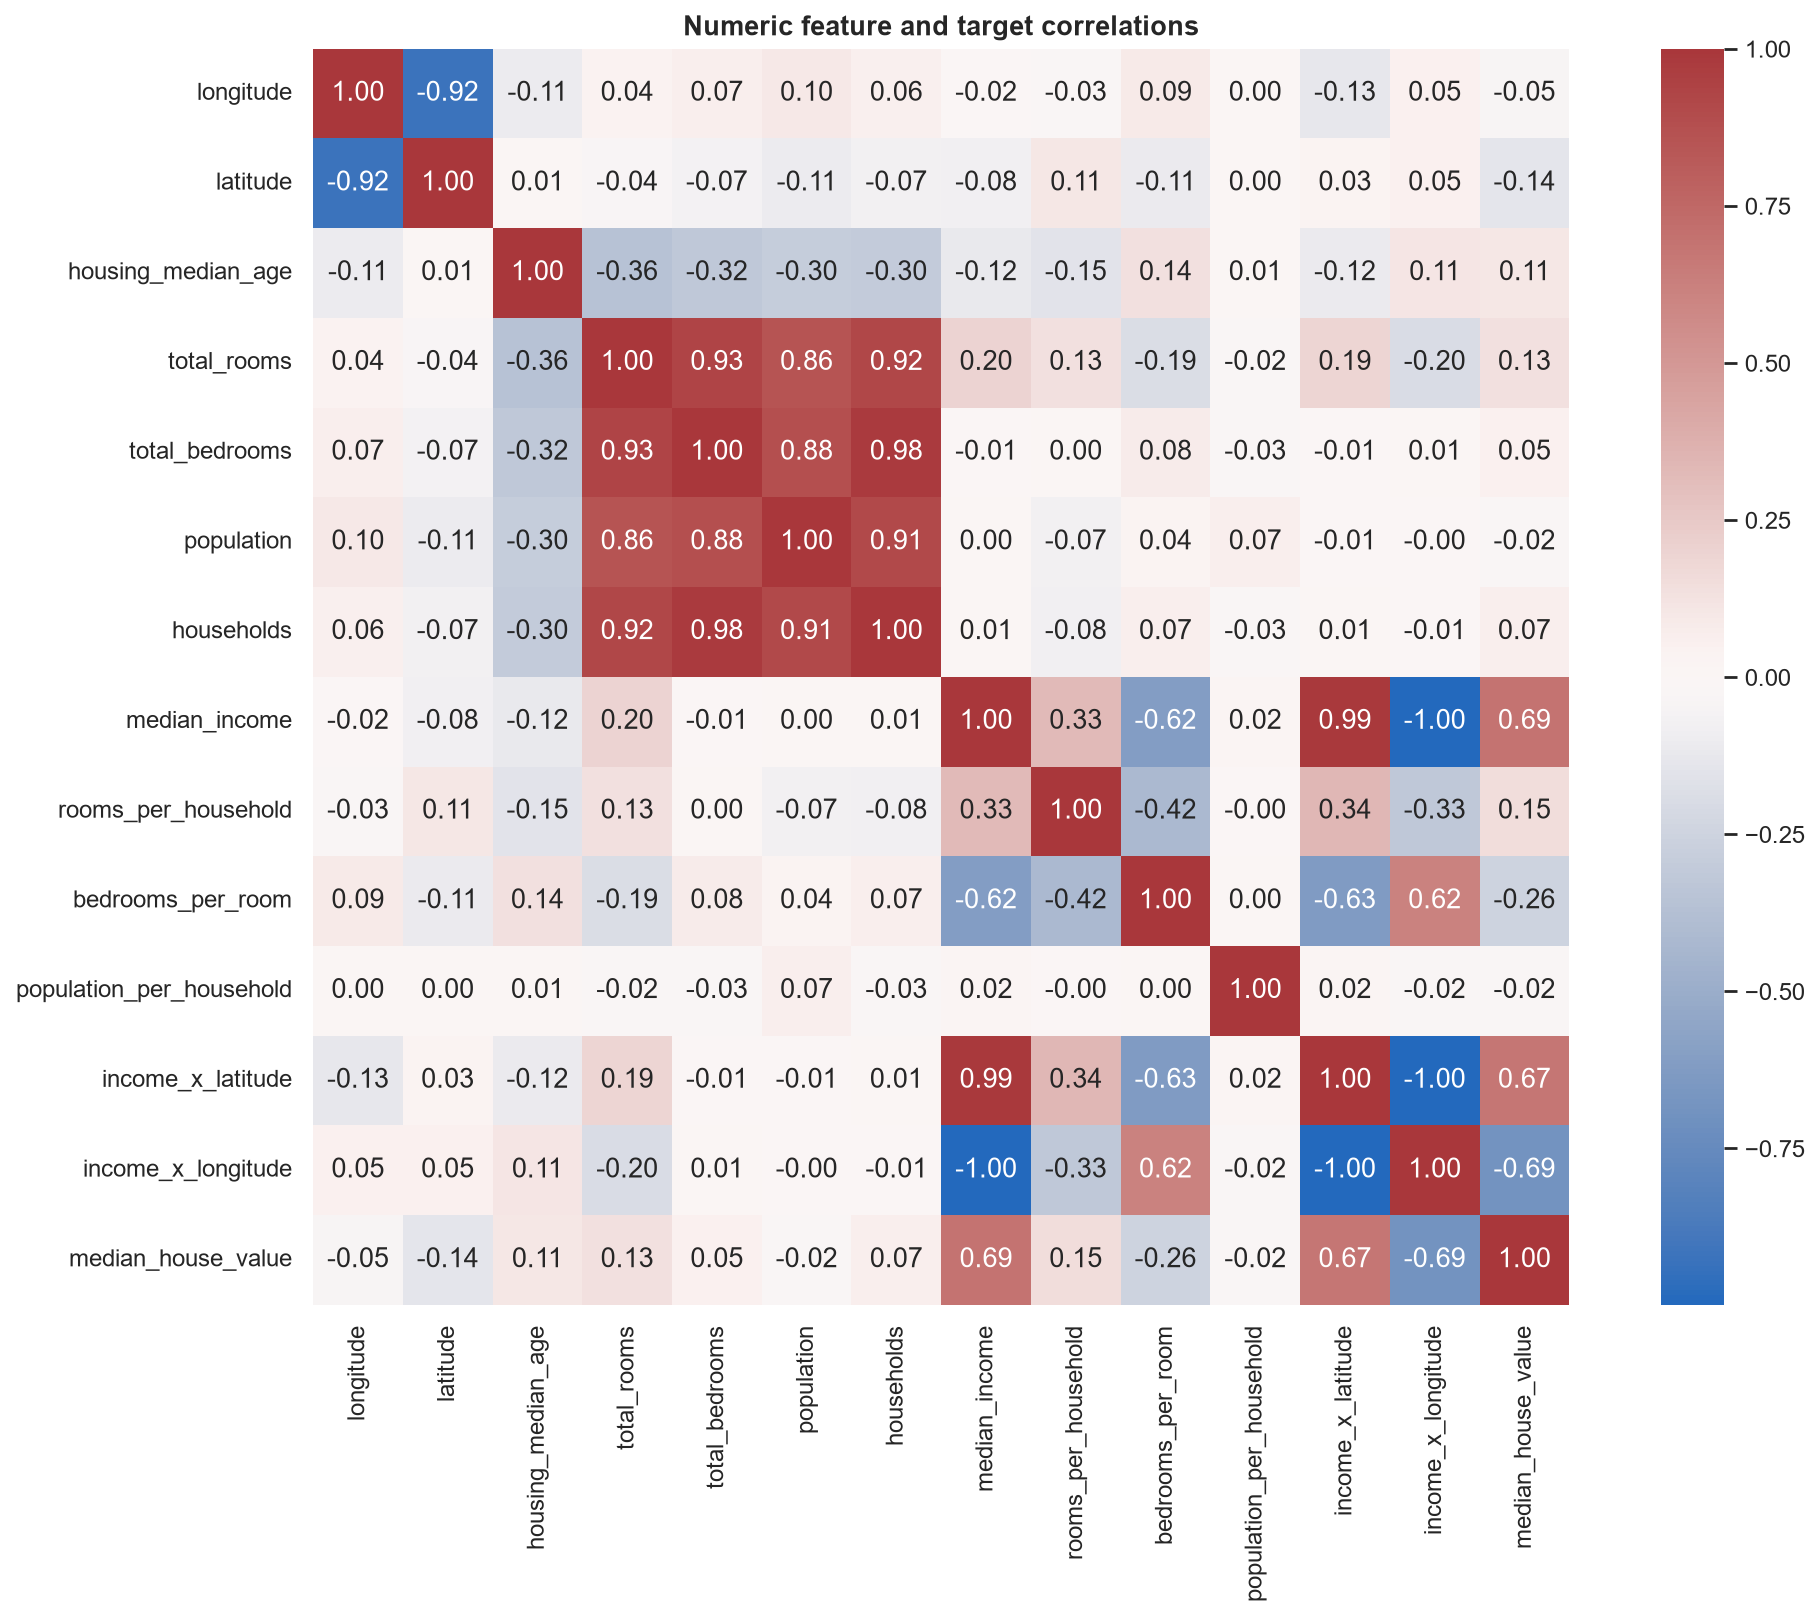 Numeric feature and target correlations
longitude 1.00 -0.92 -0.11 0.04 0.07 0.10 0.06 -0.02 -0.03 0.09 0.00 -0.13 0.05 -0.05
latitude -0.92 1.00 0.01 -0.04 -0.07 -0.11 -0.07 -0.08 0.11 -0.11 0.00 0.03 0.05 -0.14
housing_median_age -0.11 0.01 1.00 -0.36 -0.32 -0.30 -0.30 -0.12 -0.15 0.14 0.01 -0.12 0.11 0.11
total_rooms 0.04 -0.04 -0.36 1.00 0.93 0.86 0.92 0.20 0.13 -0.19 -0.02 0.19 -0.20 0.13
total_bedrooms 0.07 -0.07 -0.32 0.93 1.00 0.88 0.98 -0.01 0.00 0.08 -0.03 -0.01 0.01 0.05
population 0.10 -0.11 -0.30 0.86 0.88 1.00 0.91 0.00 -0.07 0.04 0.07 -0.01 -0.00 -0.02
households 0.06 -0.07 -0.30 0.92 0.98 0.91 1.00 0.01 -0.08 0.07 -0.03 0.01 -0.01 0.07
median_income -0.02 -0.08 -0.12 0.20 -0.01 0.00 0.01 1.00 0.33 -0.62 0.02 0.99 -1.00 0.69
rooms_per_household -0.03 0.11 -0.15 0.13 0.00 -0.07 -0.08 0.33 1.00 -0.42 -0.00 0.34 -0.33 0.15
bedrooms_per_room 0.09 -0.11 0.14 -0.19 0.08 0.04 0.07 -0.62 -0.42 1.00 0.00 -0.63 0.62 -0.26
population_per_household 0.00 0.00 0.01 -0.02 -0.03 0.07 -0.03 0.02 -0.00 0.00 1.00 0.02 -0.02 -0.02
income_x_latitude -0.13 0.03 -0.12 0.19 -0.01 -0.01 0.01 0.99 0.34 -0.63 0.02 1.00 -1.00 0.67
income_x_longitude 0.05 0.05 0.11 -0.20 0.01 -0.00 -0.01 -1.00 -0.33 0.62 -0.02 -1.00 1.00 -0.69
median_house_value -0.05 -0.14 0.11 0.13 0.05 -0.02 0.07 0.69 0.15 -0.26 -0.02 0.67 -0.69 1.00
longitude
latitude
housing_median_age
total_rooms
total_bedrooms
population
households
median_income
rooms_per_household
bedrooms_per_room
population_per_household
income_x_latitude
income_x_longitude
median_house_value
1.00
0.75
0.50
0.25
0.00
−0.25
−0.50
−0.75